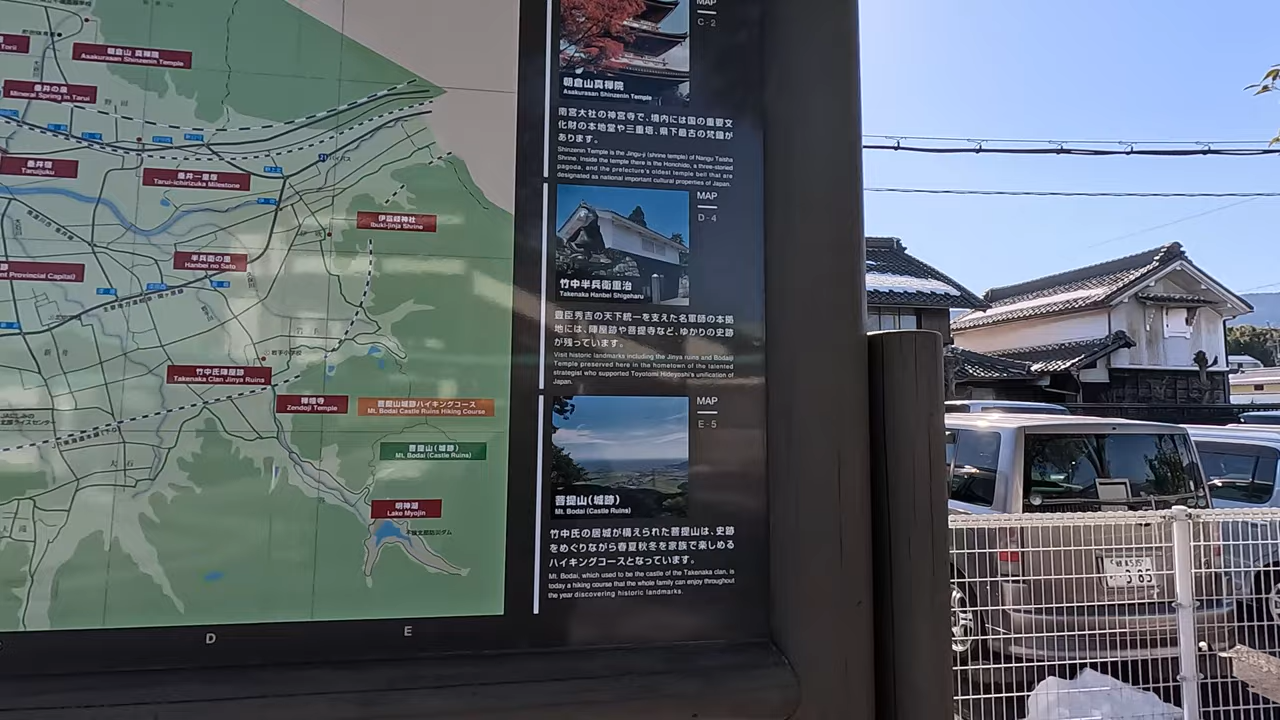 Torii
朝倉山 真禅院
Asakurasan Shinzenin Temple
垂井の泉
Mineral Spring in Tarui
垂井宿
Taruijuku
垂井一里塚
Tarui-ichirizuka Milestone
伊富岐神社
Ibuki-jinja Shrine
半兵衛の里
Hanbei no Sato
nt Provincial Capital)
竹中氏陣屋跡
Takenaka Clan Jinya Ruins
禅幢寺
Zendoji Temple
菩提山城跡ハイキングコース
Mt. Bodai Castle Ruins Hiking Course
菩提山(城跡)
Mt. Bodai (Castle Ruins)
明神湖
Lake Myojin
D
E
MAP
C-2
朝倉山真禅院
Asakurasan Shinzenin Temple
南宮大社の神宮寺で、境内には国の重要文
化財の本地堂や三重塔、県下最古の梵鐘が
あります。
Shinzenin Temple is the Jingu-ji (shrine temple) of Nangu Taisha
Shrine. Inside the temple there is the Honchido, a three-storied
pagoda, and the prefecture's oldest temple bell that are
designated as national important cultural properties of Japan.
MAP
D-4
竹中半兵衛重治
Takenaka Hanbei Shigeharu
豊臣秀吉の天下統一を支えた名軍師の本拠
地には、陣屋跡や菩提寺など、ゆかりの史跡
が残っています。
Visit historic landmarks including the Jinya ruins and Bodaiji
Temple preserved here in the hometown of the talented
strategist who supported Toyotomi Hideyoshi's unification of
Japan.
MAP
E-5
菩提山(城跡)
Mt. Bodai (Castle Ruins)
竹中氏の居城が構えられた菩提山は、史跡
をめぐりながら春夏秋冬を家族で楽しめる
ハイキングコースとなっています。
Mt. Bodai, which used to be the castle of the Takenaka clan, is
today a hiking course that the whole family can enjoy throughout
the year discovering historic landmarks.